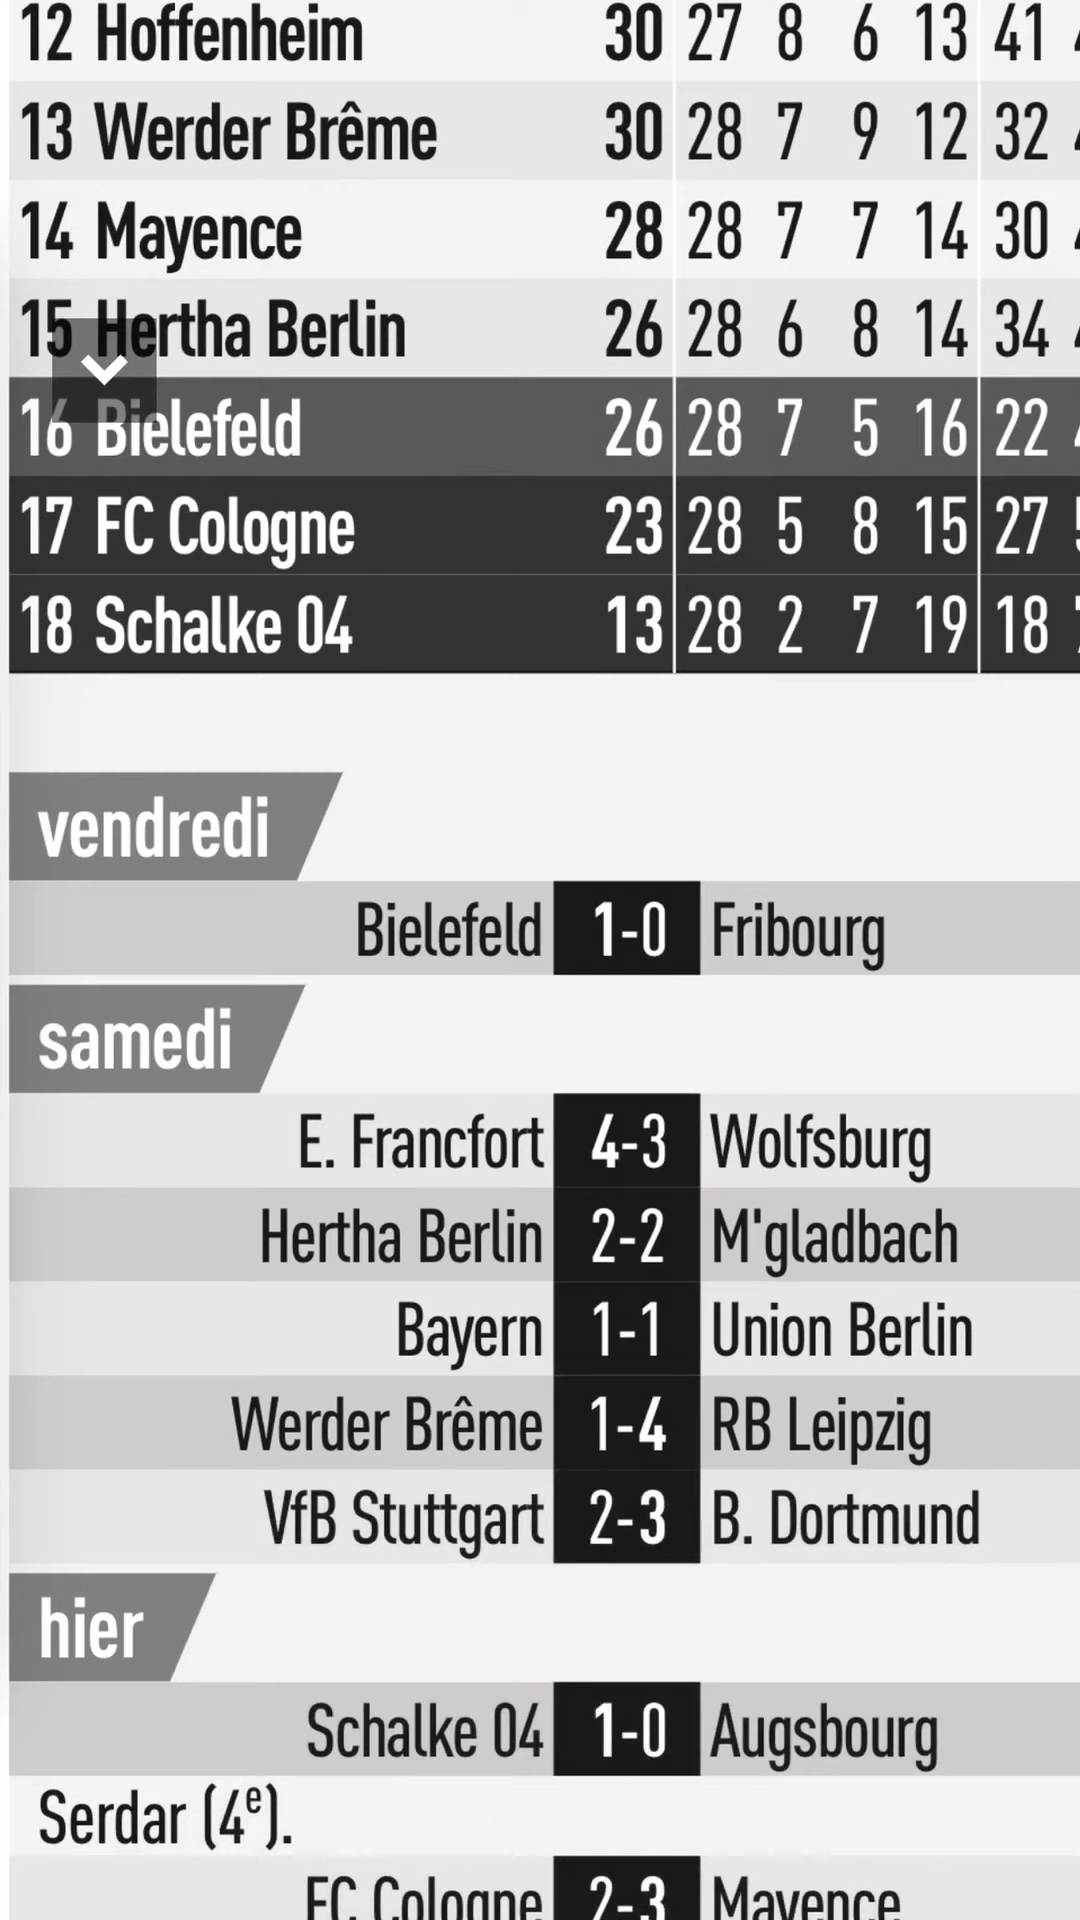 12 Hoffenheim 30 27 8 6 13 41
13 Werder Brême 30 28 7 9 12 32
14 Mayence 28 28 7 7 14 30
15 Hertha Berlin 26 28 6 8 14 34
16 Bielefeld 26 28 7 5 16 22
17 FC Cologne 23 28 5 8 15 27
18 Schalke 04 13 28 2 7 19 18
vendredi
Bielefeld 1-0 Fribourg
samedi
E. Francfort 4-3 Wolfsburg
Hertha Berlin 2-2 M'gladbach
Bayern 1-1 Union Berlin
Werder Brême 1-4 RB Leipzig
VfB Stuttgart 2-3 B. Dortmund
hier
Schalke 04 1-0 Augsbourg
Serdar (4e).
FC Cologne 2-3 Mayence